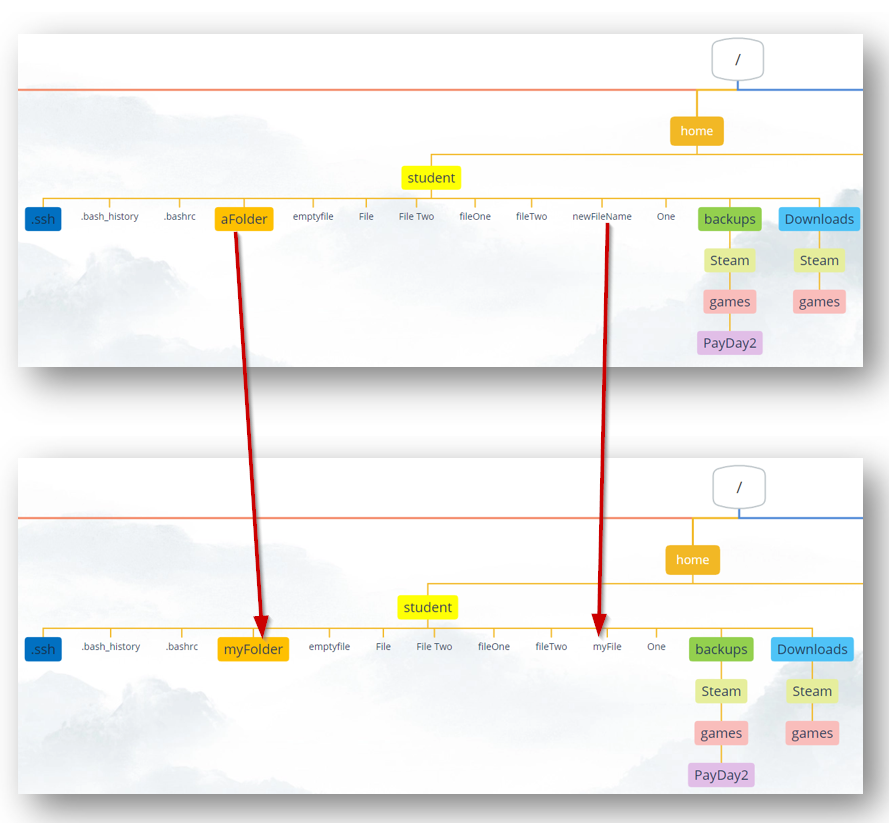 /
home
student
.ssh .bash_history .bashrc aFolder emptyfile File File Two fileOne fileTwo newFileName One backups Downloads
Steam Steam
games games
PayDay2
/
home
student
.ssh .bash_history .bashrc myFolder emptyfile File File Two fileOne fileTwo myFile One backups Downloads
Steam Steam
games games
PayDay2